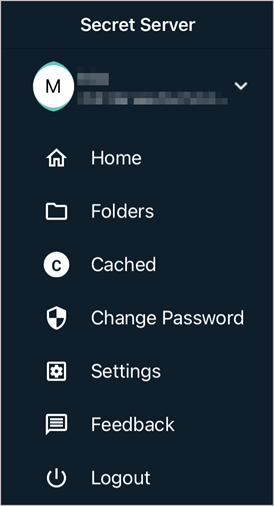 Secret Server
M
Home
Folders
C
Cached
Change Password
Settings
Feedback
Logout